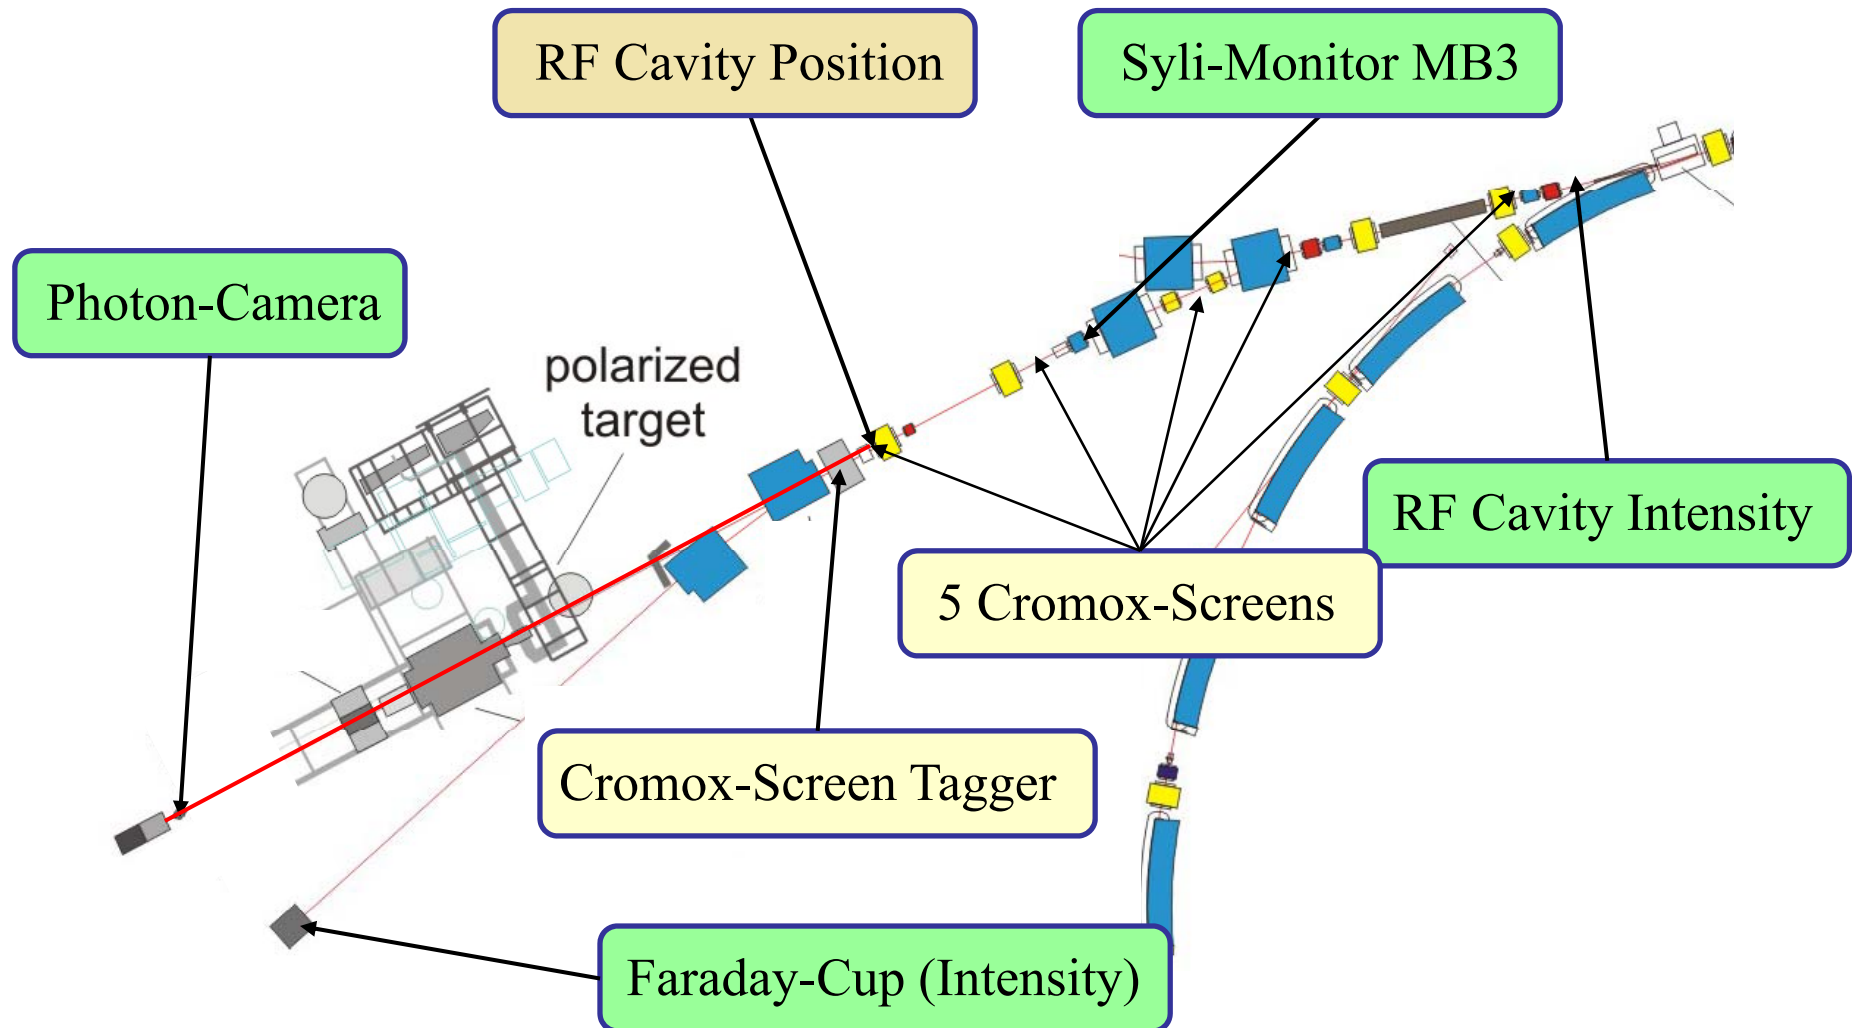 RF Cavity Position
Syli-Monitor MB3
Photon-Camera
polarized
target
RF Cavity Intensity
5 Cromox-Screens
Cromox-Screen Tagger
Faraday-Cup (Intensity)